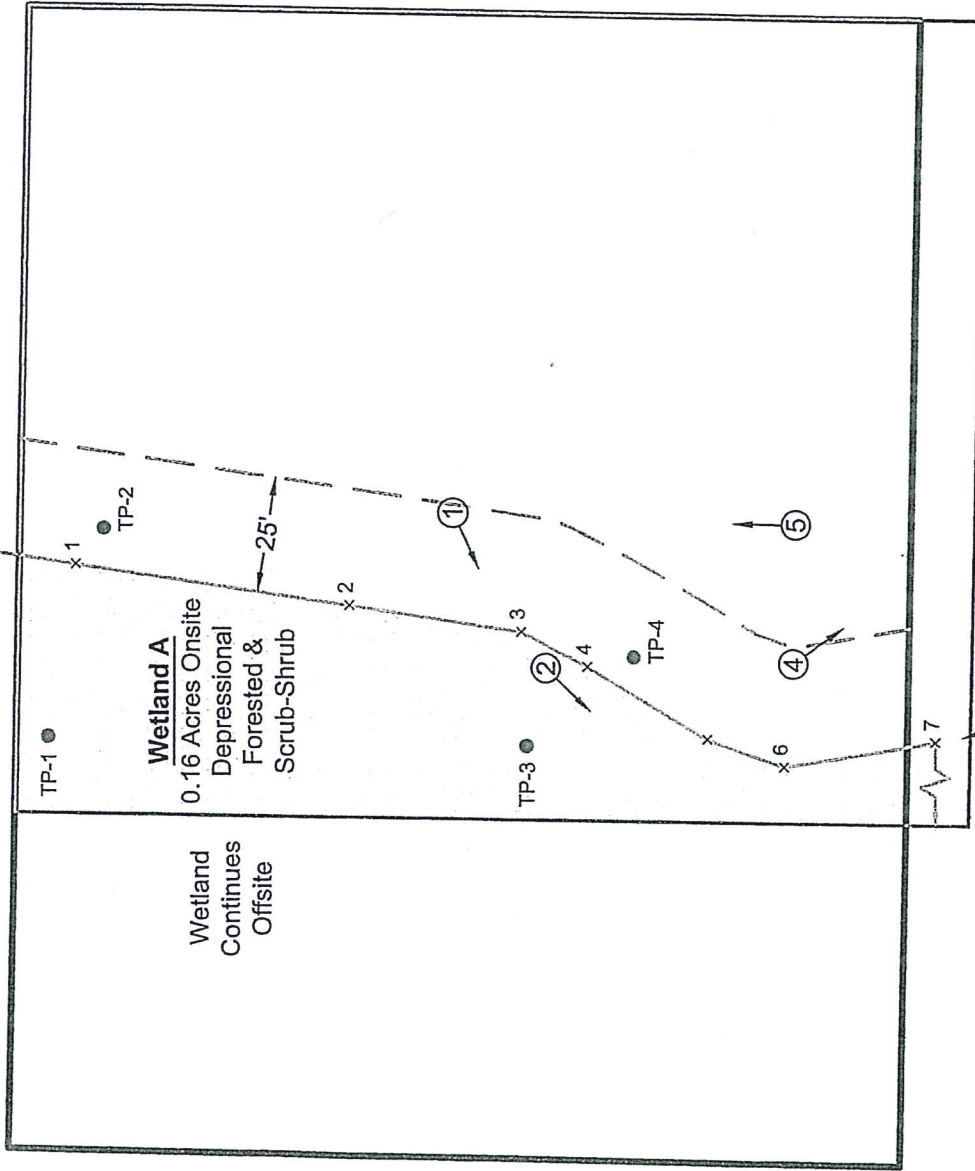 1
TP-2
25'
2
TP-1
Wetland A
0.16 Acres Onsite
Depressional
Forested &
Scrub-Shrub
Wetland
Continues
Offsite
1
3
2
4
TP-3
TP-4
5
4
6
7